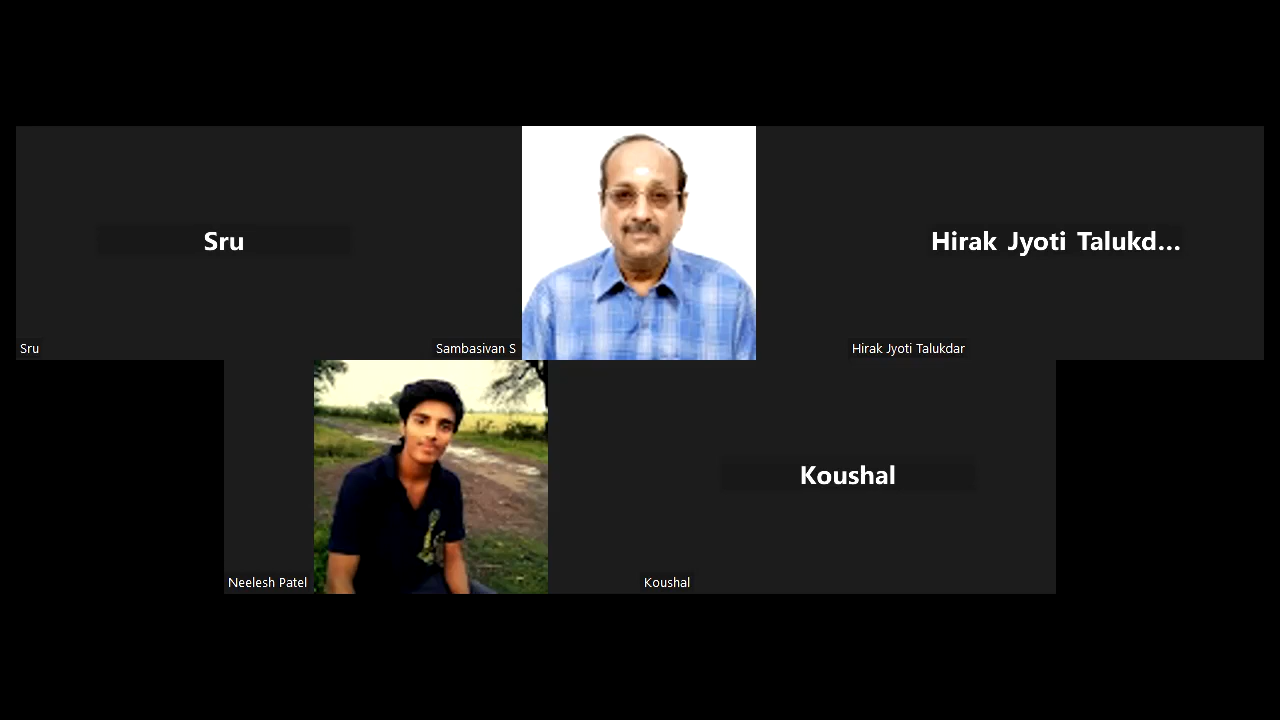 Sru
Hirak Jyoti Talukd...
Sru
Sambasivan S
Hirak Jyoti Talukdar
Koushal
Neelesh Patel
Koushal